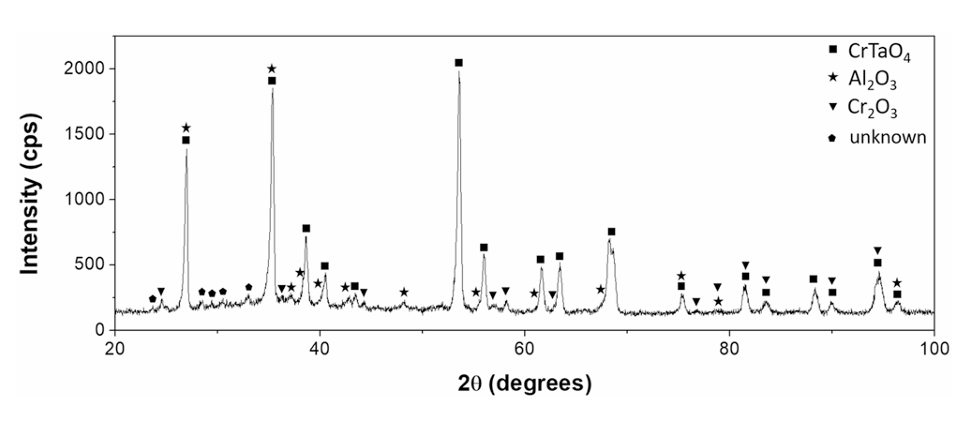 2000
1500
1000
500
0
Intensity (cps)
CrTaO₄
Al₂O₃
Cr₂O₃
unknown
20 40 60 80 100
2θ (degrees)